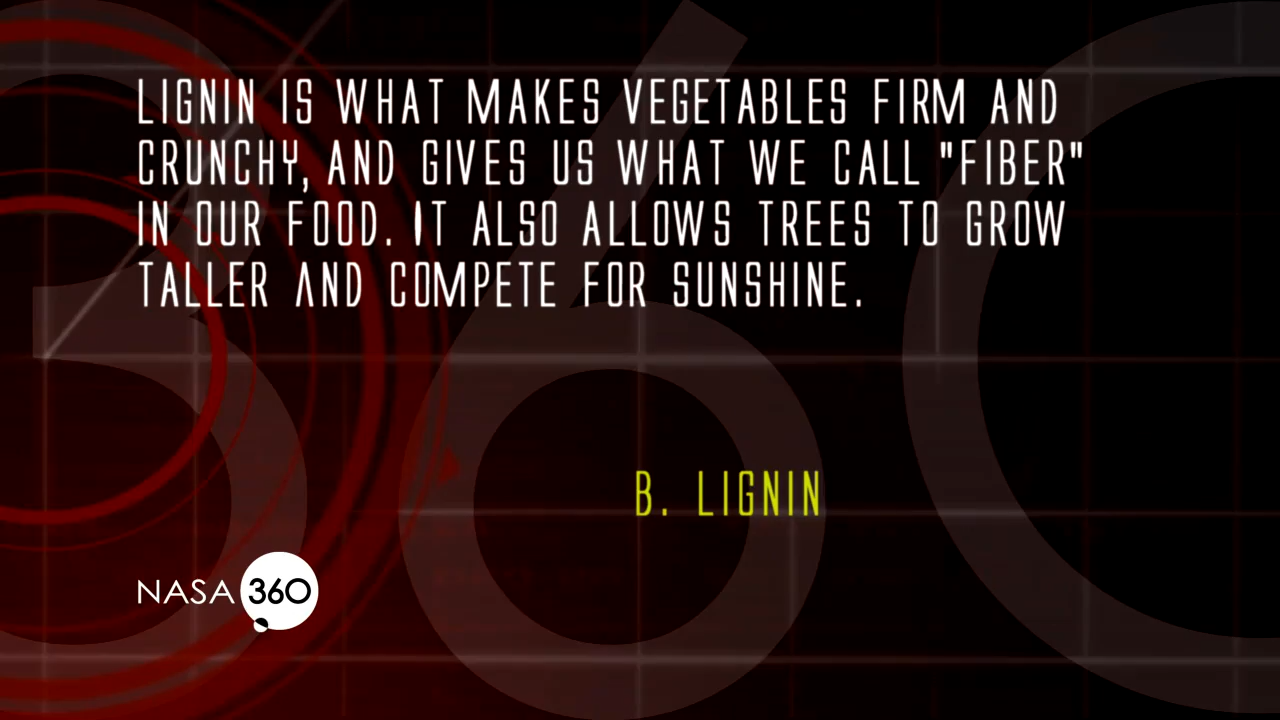 LIGNIN IS WHAT MAKES VEGETABLES FIRM AND
CRUNCHY, AND GIVES US WHAT WE CALL "FIBER"
IN OUR FOOD. IT ALSO ALLOWS TREES TO GROW
TALLER AND COMPETE FOR SUNSHINE.
B. LIGNIN
NASA 360
360